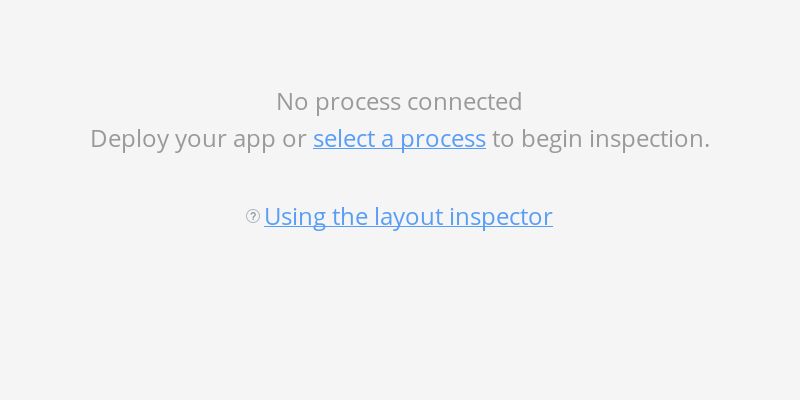 No process connected
Deploy your app or select a process to begin inspection.
Using the layout inspector